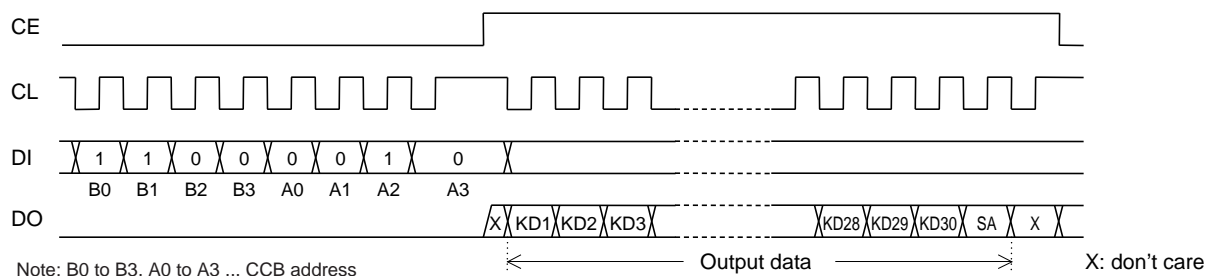 CE
CL
DI 1 1 0 0 0 0 1 0
B0 B1 B2 B3 A0 A1 A2 A3
DO X KD1 KD2 KD3 KD28 KD29 KD30 SA X
Note: B0 to B3, A0 to A3 ... CCB address Output data X: don't care